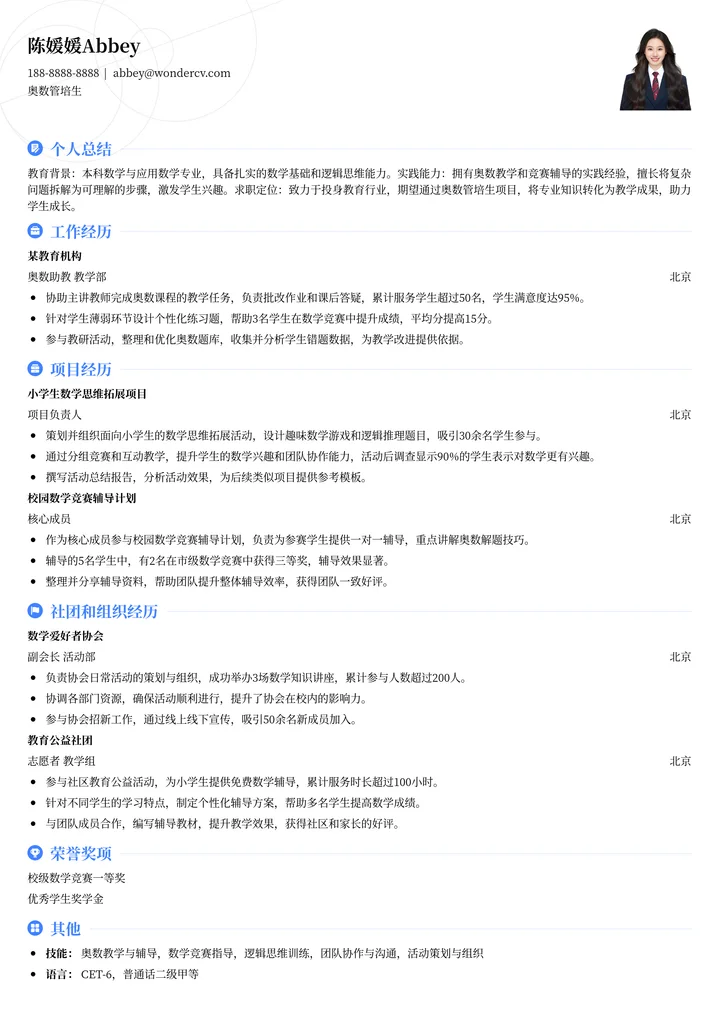 陈媛媛Abbey
188-8888-8888 | abbey@wondercv.com
奥数管培生
个人总结
教育背景：本科数学与应用数学专业，具备扎实的数学基础和逻辑思维能力。实践能力：拥有奥数教学和竞赛辅导的实践经验，擅长将复杂
问题拆解为可理解的步骤，激发学生兴趣。求职定位：致力于投身教育行业，期望通过奥数管培生项目，将专业知识转化为教学成果，助力
学生成长。
工作经历
某教育机构
奥数助教 教学部 北京
• 协助主讲教师完成奥数课程的教学任务，负责批改作业和课后答疑，累计服务学生超过50名，学生满意度达95%。
• 针对学生薄弱环节设计个性化练习题，帮助3名学生在数学竞赛中提升成绩，平均分提高15分。
• 参与教研活动，整理和优化奥数题库，收集并分析学生错题数据，为教学改进提供依据。
项目经历
小学生数学思维拓展项目
项目负责人 北京
• 策划并组织面向小学生的数学思维拓展活动，设计趣味数学游戏和逻辑推理题目，吸引30余名学生参与。
• 通过分组竞赛和互动教学，提升学生的数学兴趣和团队协作能力，活动后调查显示90%的学生表示对数学更有兴趣。
• 撰写活动总结报告，分析活动效果，为后续类似项目提供参考模板。
校园数学竞赛辅导计划
核心成员 北京
• 作为核心成员参与校园数学竞赛辅导计划，负责为参赛学生提供一对一辅导，重点讲解奥数解题技巧。
• 辅导的5名学生中，有2名在市级数学竞赛中获得三等奖，辅导效果显著。
• 整理并分享辅导资料，帮助团队提升整体辅导效率，获得团队一致好评。
社团和组织经历
数学爱好者协会
副会长 活动部 北京
• 负责协会日常活动的策划与组织，成功举办3场数学知识讲座，累计参与人数超过200人。
• 协调各部门资源，确保活动顺利进行，提升了协会在校内的影响力。
• 参与协会招新工作，通过线上线下宣传，吸引50余名新成员加入。
教育公益社团
志愿者 教学组 北京
• 参与社区教育公益活动，为小学生提供免费数学辅导，累计服务时长超过100小时。
• 针对不同学生的学习特点，制定个性化辅导方案，帮助多名学生提高数学成绩。
• 与团队成员合作，编写辅导教材，提升教学效果，获得社区和家长的好评。
荣誉奖项
校级数学竞赛一等奖
优秀学生奖学金
其他
• 技能： 奥数教学与辅导，数学竞赛指导，逻辑思维训练，团队协作与沟通，活动策划与组织
• 语言： CET-6，普通话二级甲等